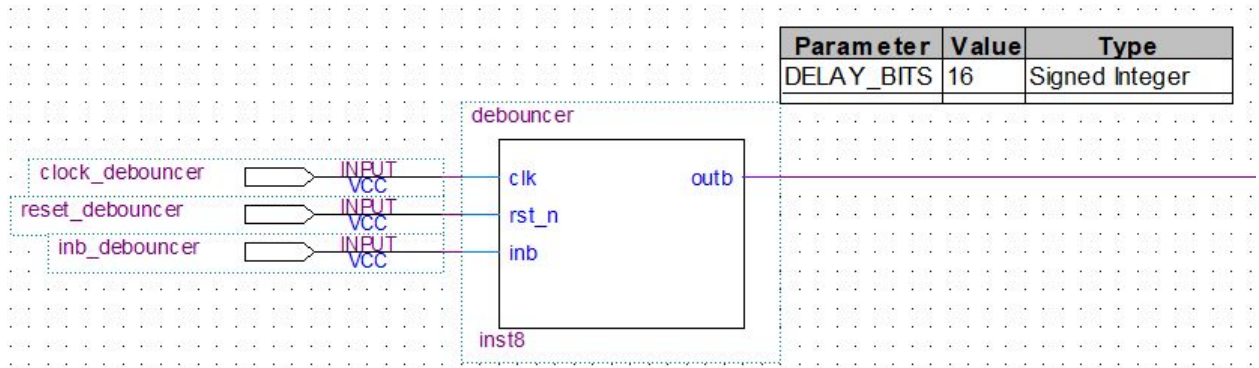 Parameter Value Type
DELAY_BITS 16 Signed Integer
debouncer
clock_debouncer INPUT
VCC
clk outb
reset_debouncer INPUT
VCC
rst_n
inb_debouncer INPUT
VCC
inb
inst8